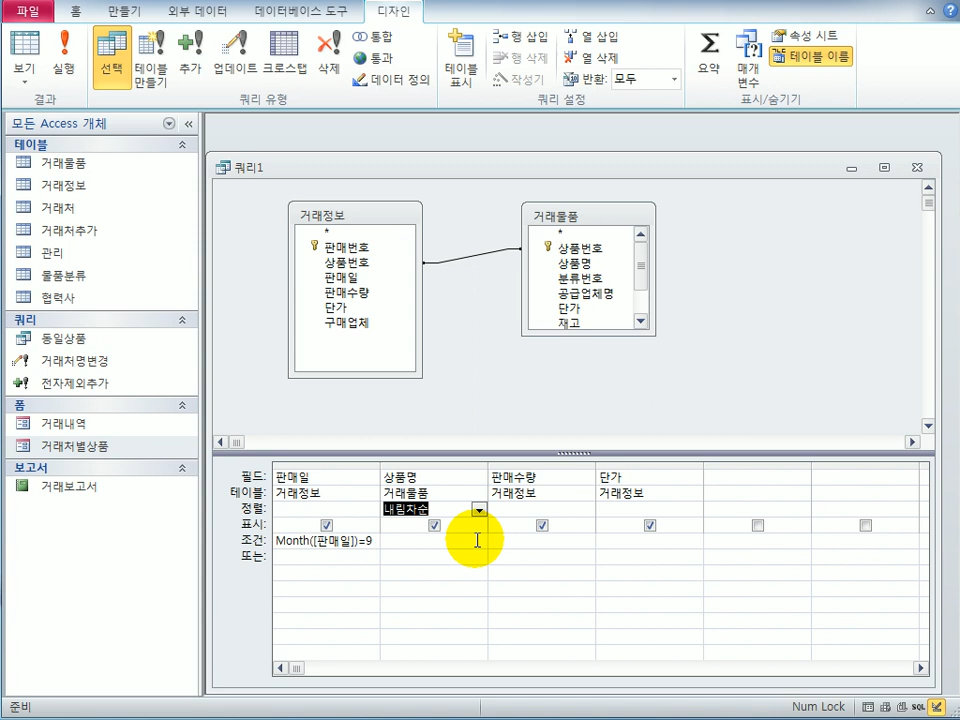 파일 홈 만들기 외부 데이터 데이터베이스 도구 디자인
보기 실행 선택 테이블 만들기 추가 업데이트 크로스탭 삭제
통합
통과
데이터 정의
테이블 표시
행 삽입
행 삭제
작성기
열 삽입
열 삭제
반환: 모두
요약
매개 변수
속성 시트
테이블 이름
결과 쿼리 유형 쿼리 설정 표시/숨기기
모든 Access 개체
테이블
거래물품
거래정보
거래처
거래처추가
관리
물품분류
협력사
쿼리
동일상품
거래처명변경
전자제외추가
폼
거래내역
거래처별상품
보고서
거래보고서
쿼리1
거래정보
*
판매번호
상품번호
판매일
판매수량
단가
구매업체
거래물품
*
상품번호
상품명
분류번호
공급업체명
단가
재고
필드: 판매일 상품명 판매수량 단가
테이블: 거래정보 거래물품 거래정보 거래정보
정렬: 내림차순
표시:
조건: Month([판매일])=9
또는:
준비 Num Lock SQL